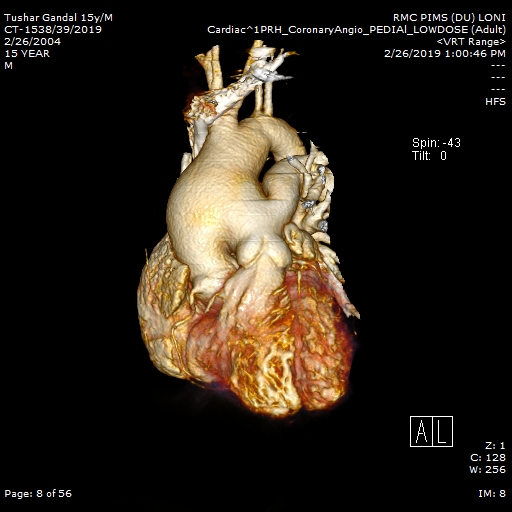 Tushar Gandal 15y/M
CT-1538/39/2019
2/26/2004
15 YEAR
M
RMC PIMS (DU) LONI
Cardiac^1PRH_CoronaryAngio_PEDIAl_LOWDOSE (Adult)
<VRT Range>
2/26/2019 1:00:46 PM
---
---
---
HFS
Spin: -43
Tilt: 0
A L
Z: 1
C: 128
W: 256
Page: 8 of 56
IM: 8